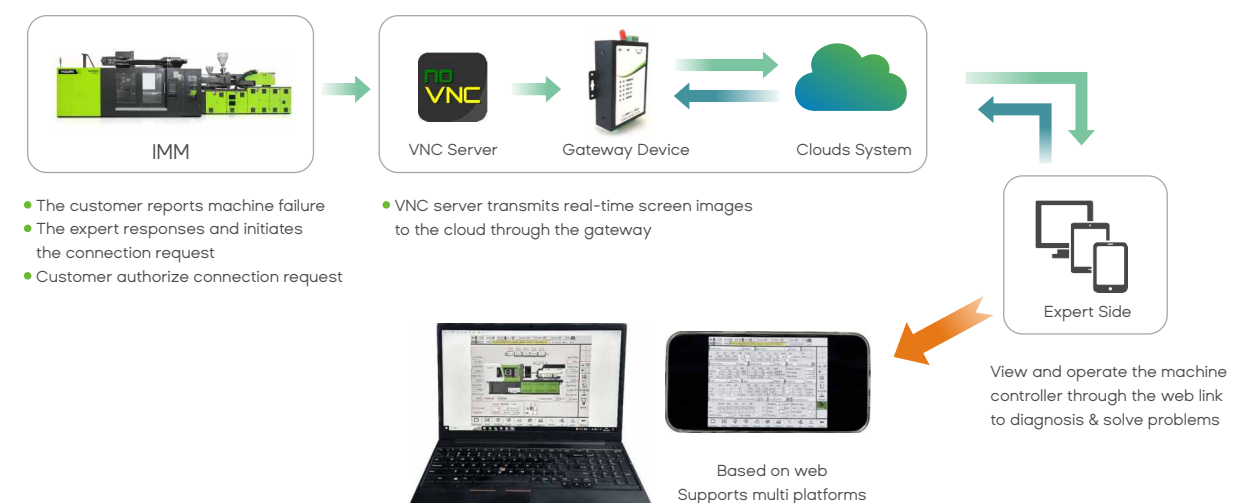 no
VNC
IMM
VNC Server
Gateway Device
Clouds System
The customer reports machine failure
The expert responses and initiates
the connection request
Customer authorize connection request
VNC server transmits real-time screen images
to the cloud through the gateway
Expert Side
View and operate the machine
controller through the web link
to diagnosis & solve problems
Based on web
Supports multi platforms